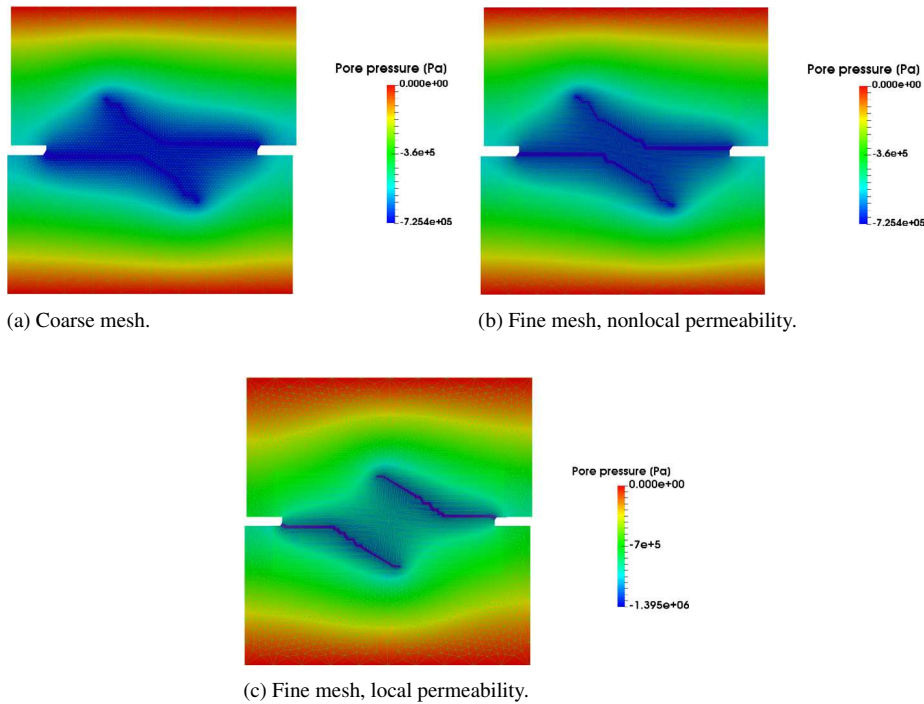 Pore pressure (Pa)
0.000e+00
-3.6e+5
-7.254e+05
(a) Coarse mesh.
Pore pressure (Pa)
0.000e+00
-3.6e+5
-7.254e+05
(b) Fine mesh, nonlocal permeability.
Pore pressure (Pa)
0.000e+00
-7e+5
-1.395e+06
(c) Fine mesh, local permeability.